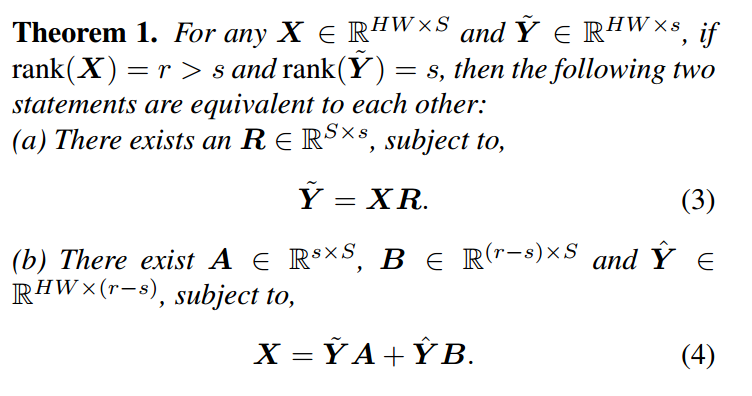 Theorem 1. For any X ∈ ℝ^{HW×S} and Ỹ ∈ ℝ^{HW×s}, if
rank(X) = r > s and rank(Ỹ) = s, then the following two
statements are equivalent to each other:
(a) There exists an R ∈ ℝ^{S×s}, subject to,
Ỹ = XR. (3)
(b) There exist A ∈ ℝ^{s×S}, B ∈ ℝ^{(r−s)×S} and Ŷ ∈
ℝ^{HW×(r−s)}, subject to,
X = ỸA + ŶB. (4)